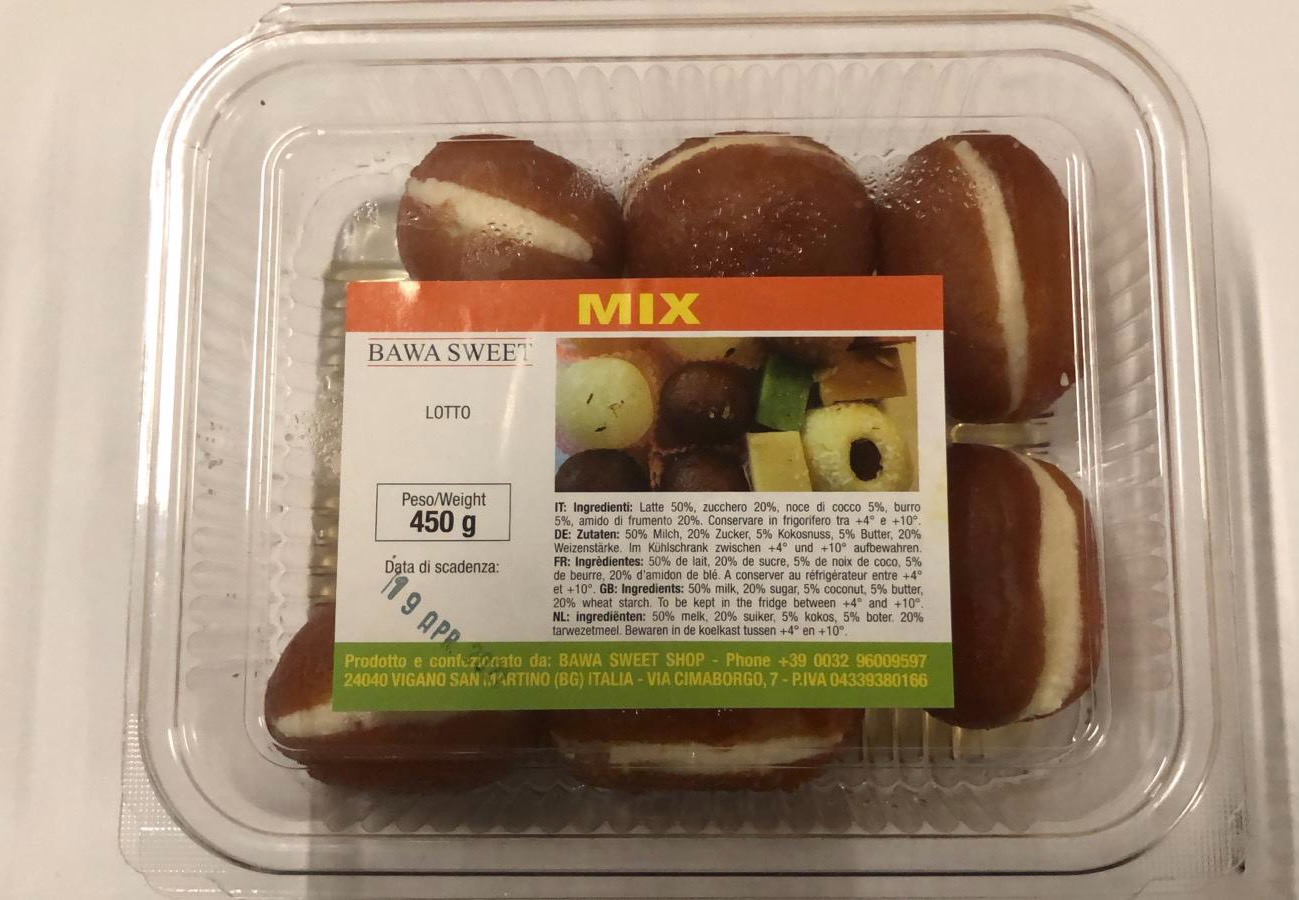 MIX
BAWA SWEET
LOTTO
Peso/Weight
450 g
Data di scadenza:
19 APR.
IT: Ingredienti: Latte 50%, zucchero 20%, noce di cocco 5%, burro
5%, amido di frumento 20%. Conservare in frigorifero tra +4° e +10°.
DE: Zutaten: 50% Milch, 20% Zucker, 5% Kokosnuss, 5% Butter, 20%
Weizenstärke. Im Kühlschrank zwischen +4° und +10° aufbewahren.
FR: Ingrèdientes: 50% de lait, 20% de sucre, 5% de noix de coco, 5%
de beurre, 20% d'amidon de blé. A conserver au réfrigérateur entre +4°
et +10°. GB: Ingredients: 50% milk, 20% sugar, 5% coconut, 5% butter,
20% wheat starch. To be kept in the fridge between +4° and +10°.
NL: ingrediënten: 50% melk, 20% suiker, 5% kokos, 5% boter. 20%
tarwezetmeel. Bewaren in de koelkast tussen +4° en +10°.
Prodotto e confezionato da: BAWA SWEET SHOP - Phone +39 0032 96009597
24040 VIGANO SAN MARTINO (BG) ITALIA - VIA CIMABORGO, 7 - P.IVA 04339380166